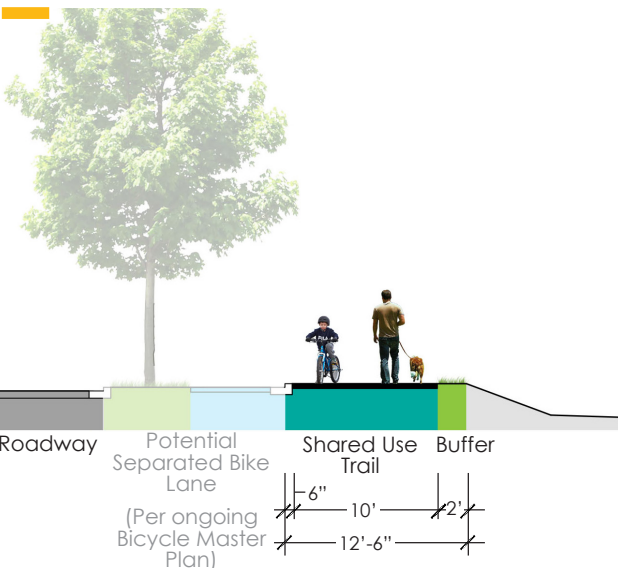 Roadway
Potential
Separated Bike
Lane
(Per ongoing
Bicycle Master
Plan)
Shared Use
Trail
Buffer
6”
10’
2’
12’-6”